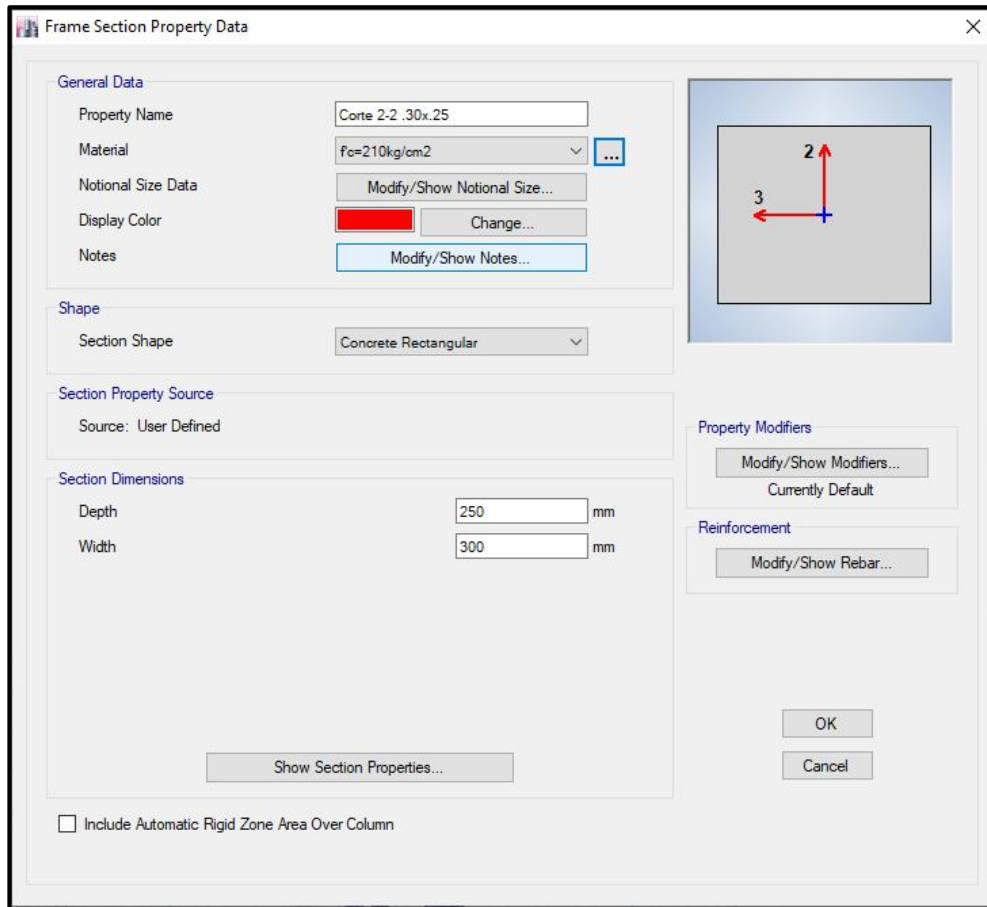 Frame Section Property Data
General Data
Property Name Corte 2-2 .30x.25
Material f'c=210kg/cm2 ...
Notional Size Data Modify/Show Notional Size...
Display Color Change...
Notes Modify/Show Notes...
Shape
Section Shape Concrete Rectangular
Section Property Source
Source: User Defined
Section Dimensions
Depth 250 mm
Width 300 mm
Show Section Properties...
Include Automatic Rigid Zone Area Over Column
2
3
Property Modifiers
Modify/Show Modifiers...
Currently Default
Reinforcement
Modify/Show Rebar...
OK
Cancel